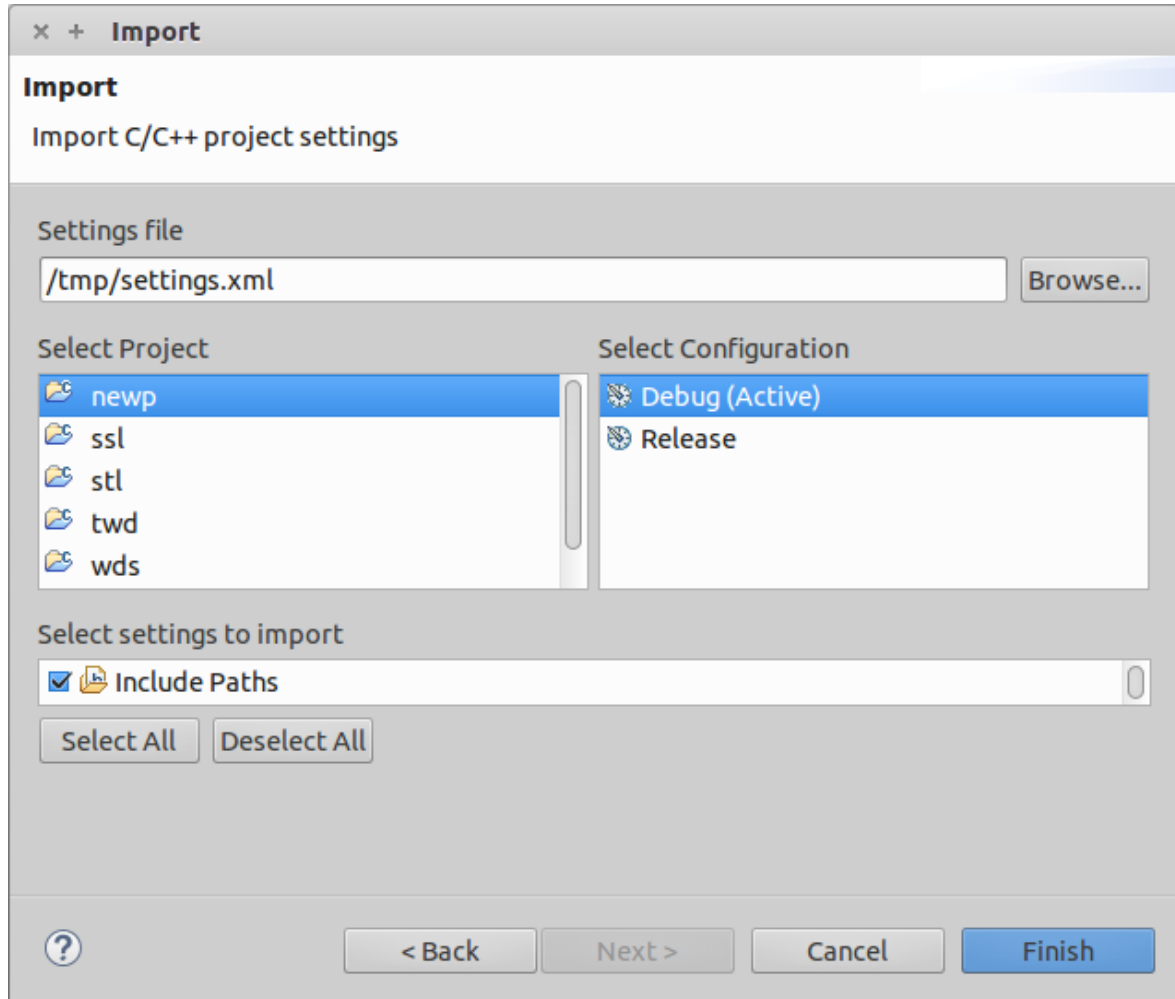 × + Import
Import
Import C/C++ project settings
Settings file
/tmp/settings.xml Browse...
Select Project Select Configuration
newp Debug (Active)
ssl Release
stl
twd
wds
Select settings to import
Include Paths
Select All Deselect All
? < Back Next > Cancel Finish